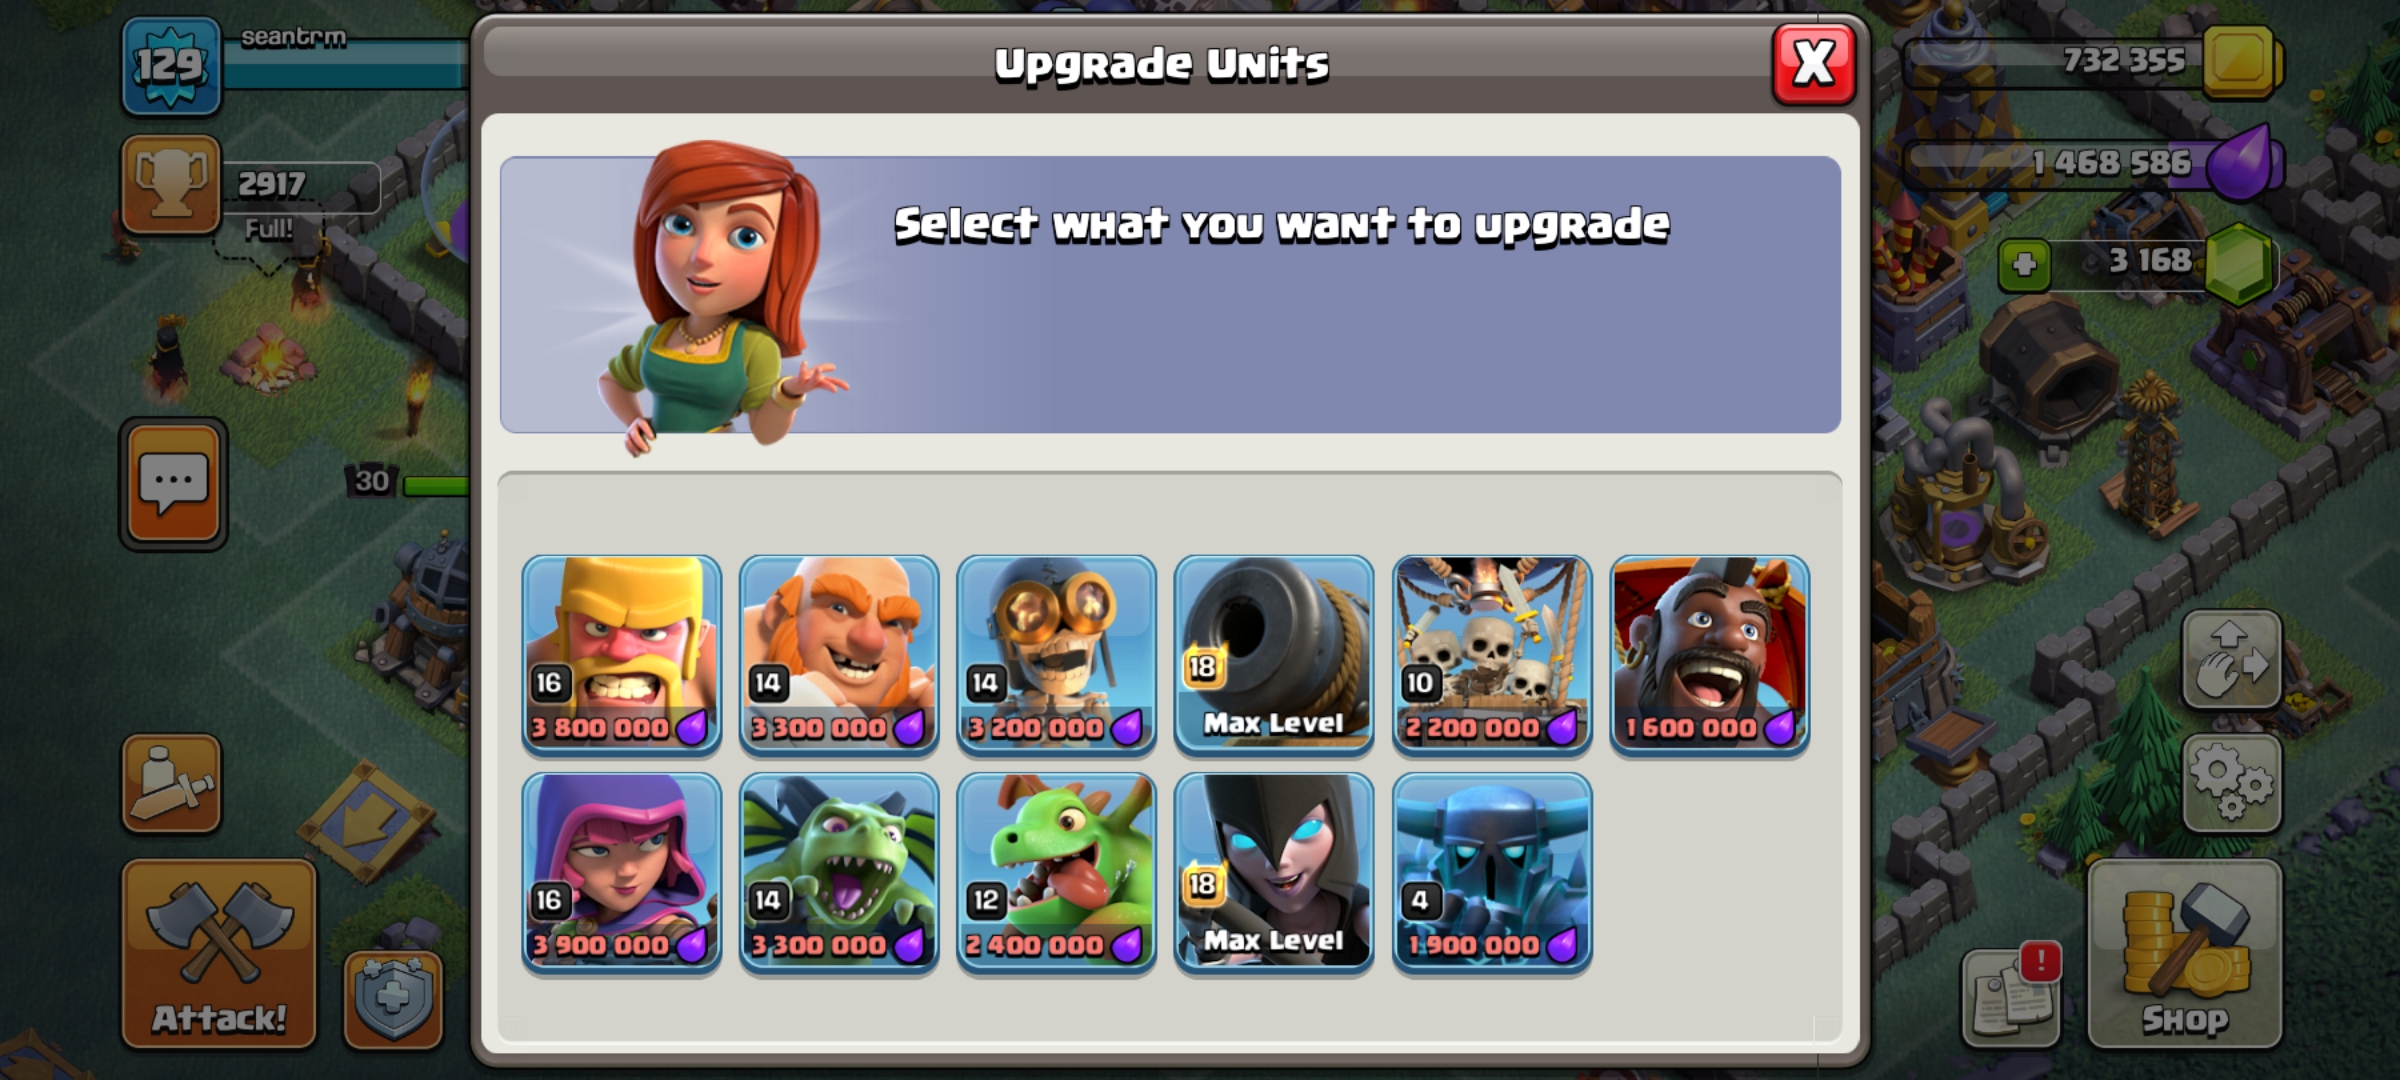 129
seantrm
Upgrade Units
X
732 355
2917
Full!
1 468 586
Select what you want to upgrade
3 168
30
16
3 800 000
14
3 300 000
14
3 200 000
18
Max Level
10
2 200 000
1 600 000
16
3 900 000
14
3 300 000
12
2 400 000
18
Max Level
4
1 900 000
Attack!
!
Shop